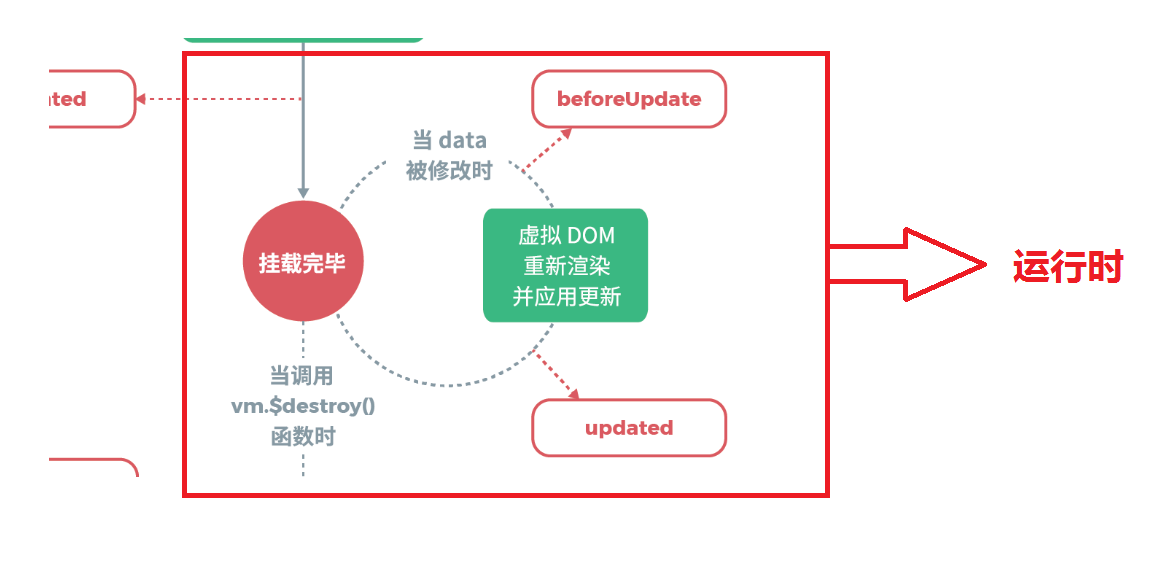 beforeUpdate
当 data
被修改时
虚拟 DOM
重新渲染
并应用更新
挂载完毕
运行时
当调用
vm.$destroy()
函数时
updated